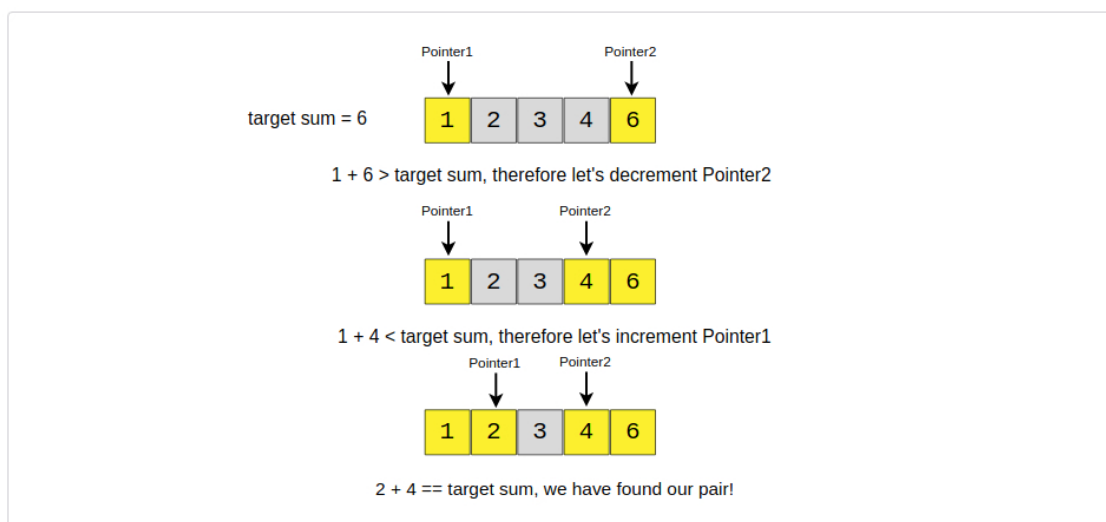 Pointer1 Pointer2
target sum = 6 1 2 3 4 6
1 + 6 > target sum, therefore let's decrement Pointer2
Pointer1 Pointer2
1 2 3 4 6
1 + 4 < target sum, therefore let's increment Pointer1
Pointer1 Pointer2
1 2 3 4 6
2 + 4 == target sum, we have found our pair!